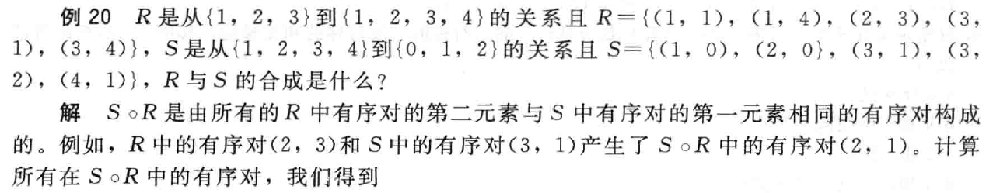 例 20 R 是从{1，2，3}到{1，2，3，4}的关系且 R＝{(1，1)，(1，4)，(2，3)，(3，
1)，(3，4)}，S 是从{1，2，3，4}到{0，1，2}的关系且 S＝{(1，0)，(2，0}，(3，1)，(3，
2)，(4，1)}，R 与 S 的合成是什么?
解 S∘R 是由所有的 R 中有序对的第二元素与 S 中有序对的第一元素相同的有序对构成
的。例如，R 中的有序对(2，3)和 S 中的有序对(3，1)产生了 S∘R 中的有序对(2，1)。计算
所有在 S∘R 中的有序对，我们得到